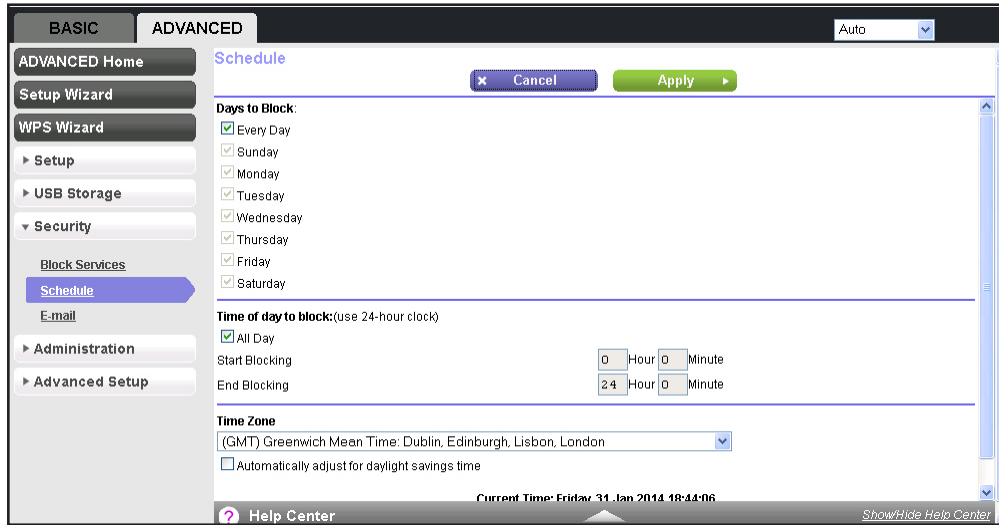 BASIC ADVANCED Auto
ADVANCED Home
Setup Wizard
WPS Wizard
Setup
USB Storage
Security
Block Services
Schedule
E-mail
Administration
Advanced Setup
Schedule
Cancel Apply
Days to Block:
Every Day
Sunday
Monday
Tuesday
Wednesday
Thursday
Friday
Saturday
Time of day to block:(use 24-hour clock)
All Day
Start Blocking 0 Hour 0 Minute
End Blocking 24 Hour 0 Minute
Time Zone
(GMT) Greenwich Mean Time: Dublin, Edinburgh, Lisbon, London
Automatically adjust for daylight savings time
Current Time: Friday, 31 Jan 2014 18:44:06
? Help Center Show/Hide Help Center